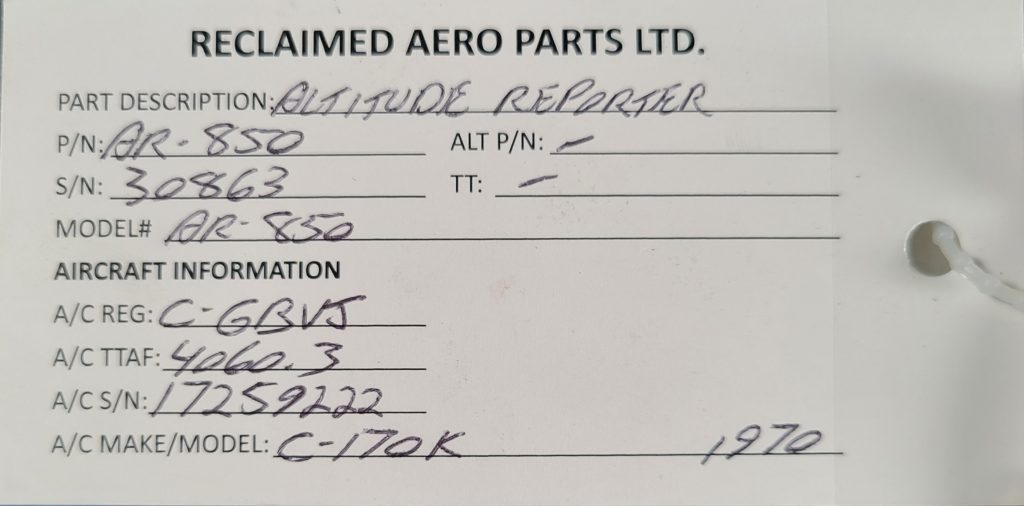 RECLAIMED AERO PARTS LTD.
PART DESCRIPTION: ALTITUDE REPORTER
P/N: AR-850 ALT P/N: -
S/N: 30863 TT: -
MODEL# AR-850
AIRCRAFT INFORMATION
A/C REG: C-GBVJ
A/C TTAF: 4060.3
A/C S/N: 17259222
A/C MAKE/MODEL: C-170K 1970